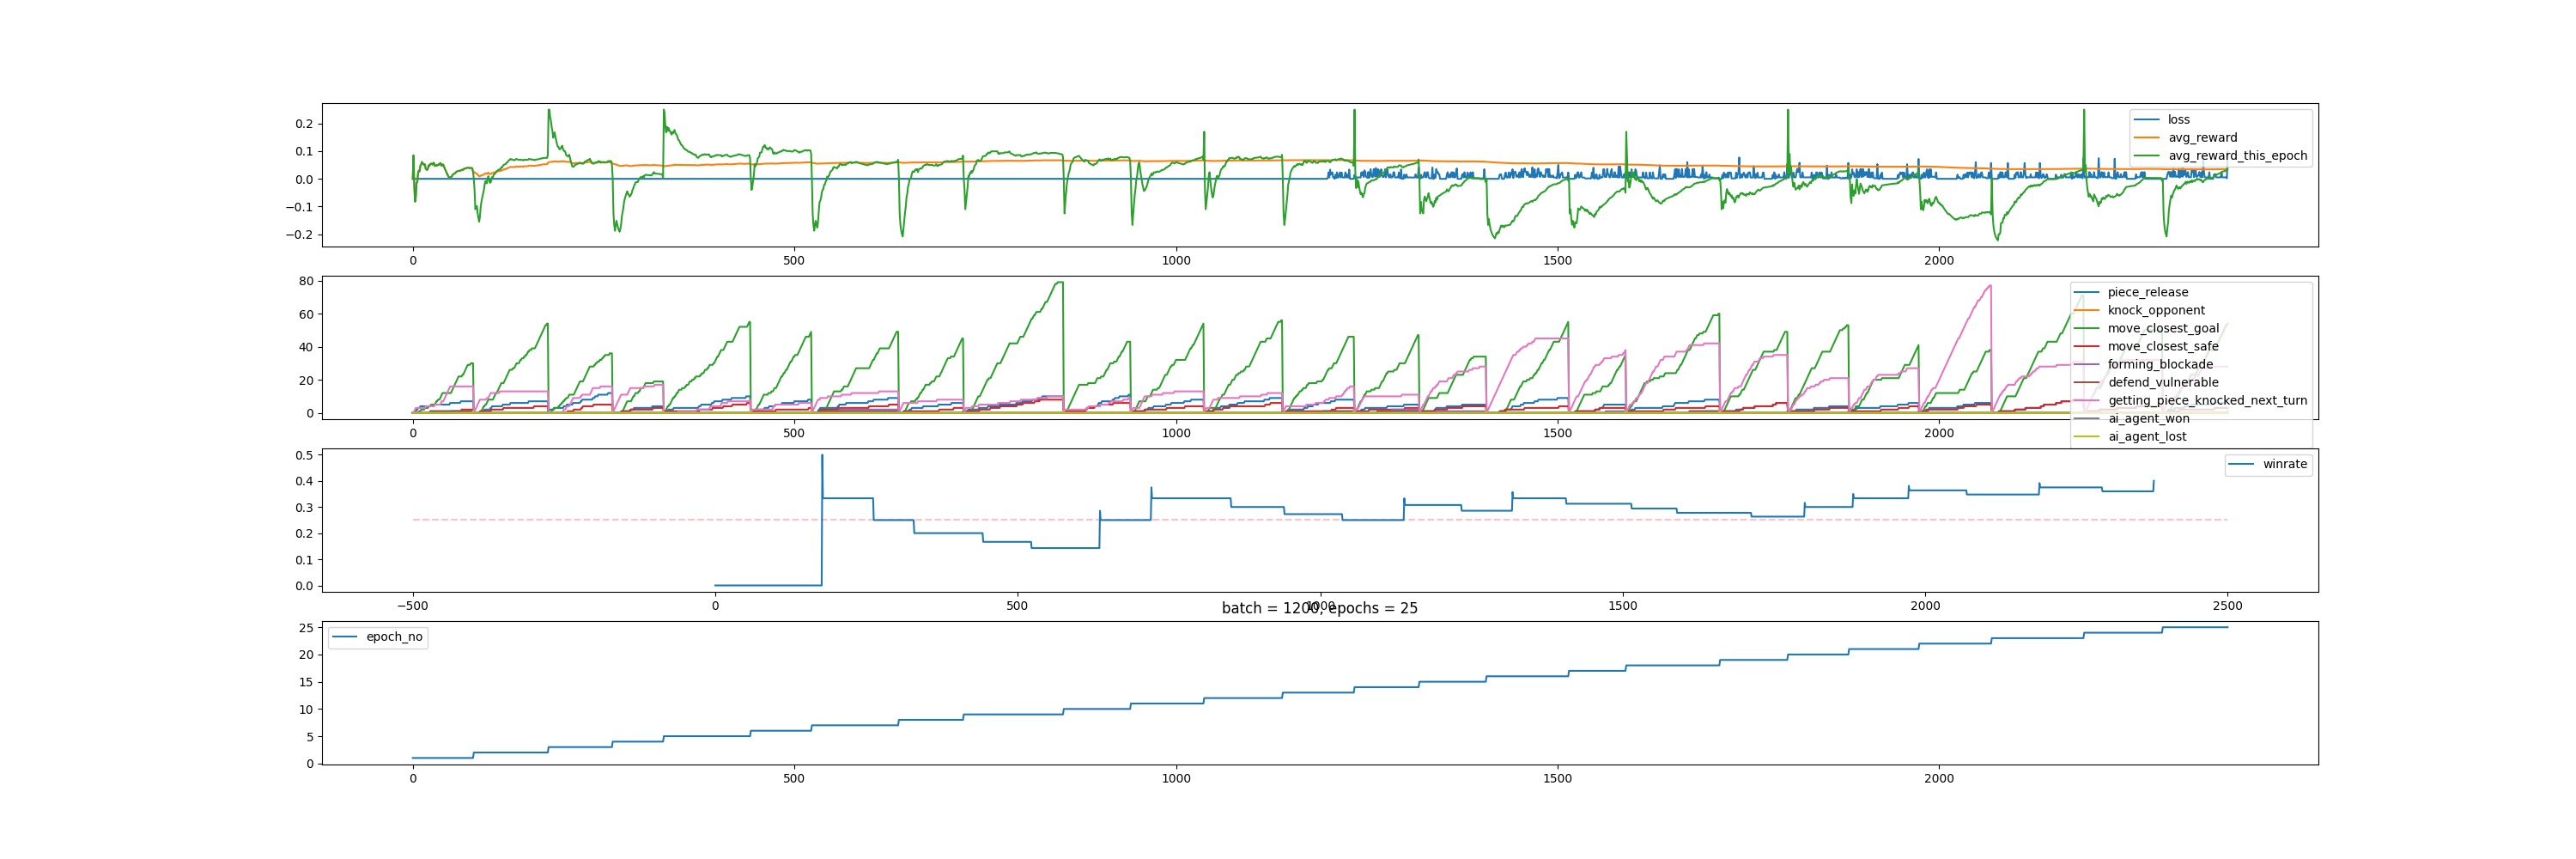 0.2
0.1
0.0
−0.1
−0.2
loss
avg_reward
avg_reward_this_epoch
0 500 1000 1500 2000
80
60
40
20
0
piece_release
knock_opponent
move_closest_goal
move_closest_safe
forming_blockade
defend_vulnerable
getting_piece_knocked_next_turn
ai_agent_won
ai_agent_lost
0 500 1000 1500 2000
0.5
0.4
0.3
0.2
0.1
0.0
winrate
−500 0 500 1000 1500 2000 2500
batch = 1200, epochs = 25
25
20
15
10
5
0
epoch_no
0 500 1000 1500 2000